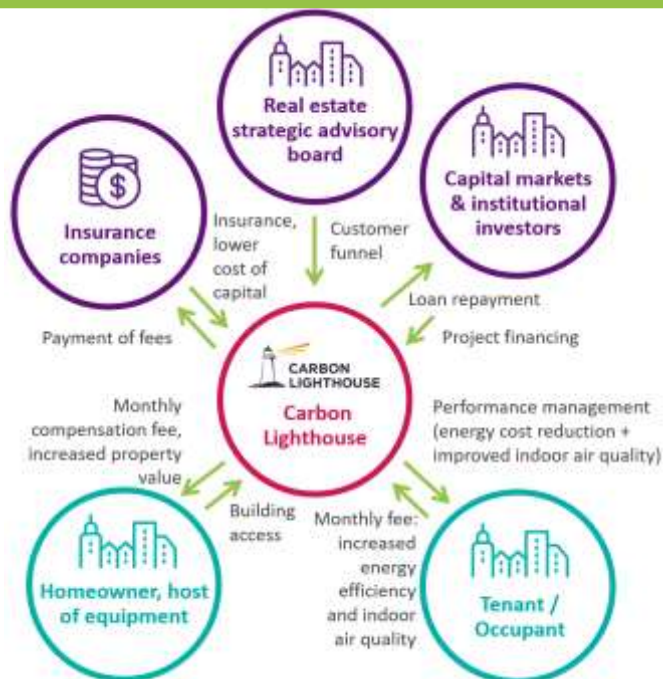 Real estate
strategic advisory
board
Capital markets
& institutional
investors
$
Insurance
companies
Insurance,
lower
cost of
capital
Customer
funnel
Loan repayment
Payment of fees
Project financing
CARBON
LIGHTHOUSE
Carbon
Lighthouse
Monthly
compensation fee,
increased property
value
Performance management
(energy cost reduction +
improved indoor air quality)
Building
access
Monthly fee:
increased
energy
efficiency
and indoor
air quality
Homeowner, host
of equipment
Tenant /
Occupant